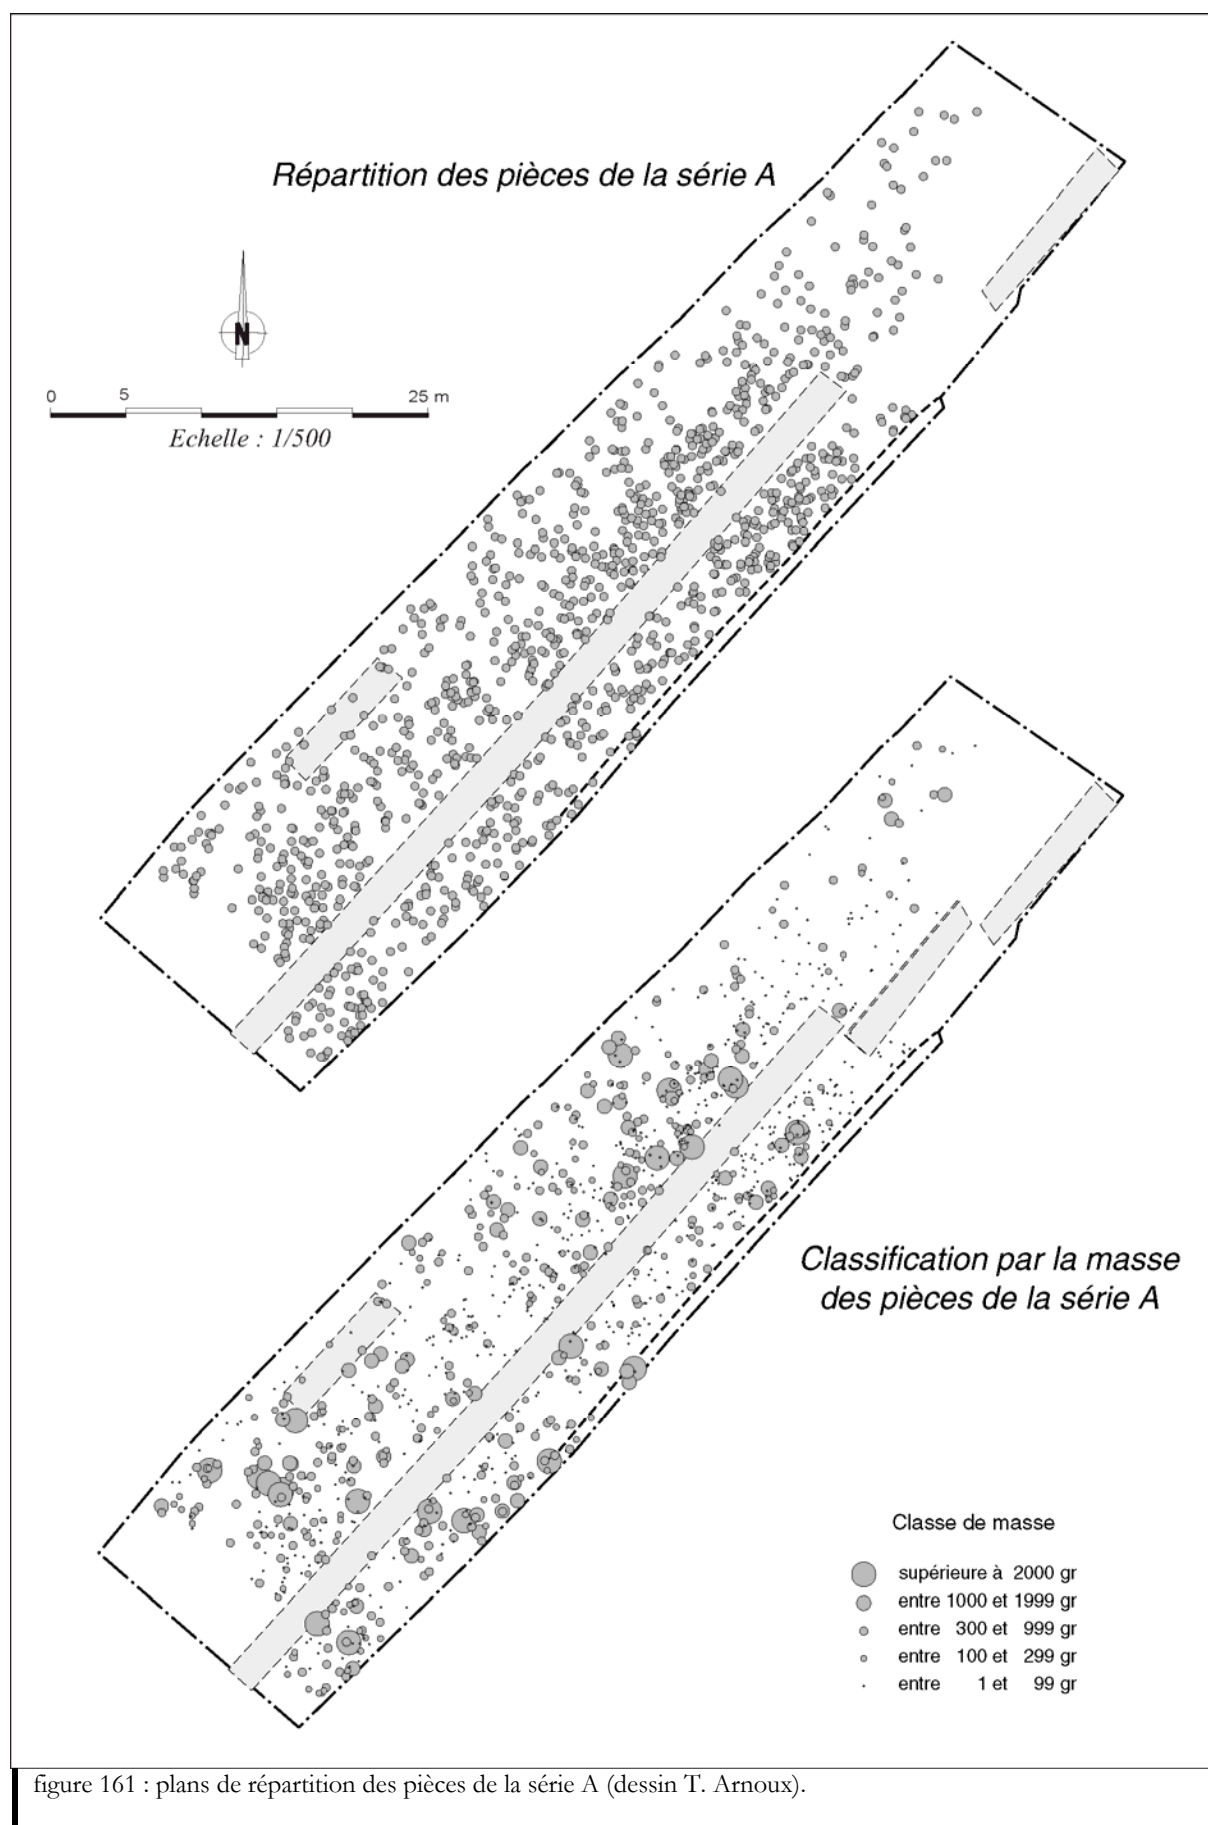 Répartition des pièces de la série A
N
0 5 25 m
Echelle : 1/500
Classification par la masse
des pièces de la série A
Classe de masse
supérieure à 2000 gr
entre 1000 et 1999 gr
entre 300 et 999 gr
entre 100 et 299 gr
entre 1 et 99 gr
figure 161 : plans de répartition des pièces de la série A (dessin T. Arnoux).